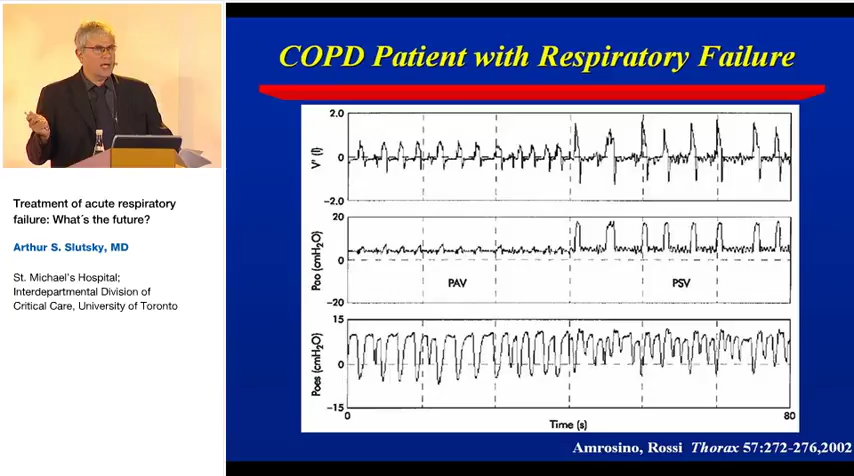 Treatment of acute respiratory
failure: What´s the future?
Arthur S. Slutsky, MD
St. Michael's Hospital;
Interdepartmental Division of
Critical Care, University of Toronto
COPD Patient with Respiratory Failure
2.0
V' (l)
0
–2.0
20
Pao (cmH₂O)
0
PAV
PSV
–20
15
Poes (cmH₂O)
0
–15
0
80
Time (s)
Amrosino, Rossi Thorax 57:272-276,2002